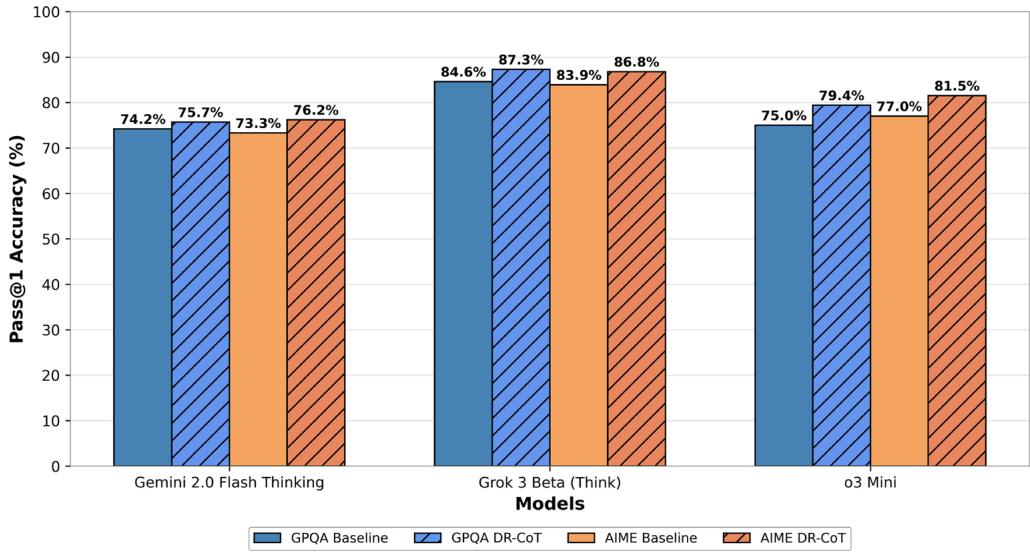 100
90
80
70
60
50
40
30
20
10
0
Pass@1 Accuracy (%)
74.2% 75.7% 73.3% 76.2%
84.6% 87.3% 83.9% 86.8%
75.0% 79.4% 77.0% 81.5%
Gemini 2.0 Flash Thinking Grok 3 Beta (Think) o3 Mini
Models
GPQA Baseline GPQA DR-CoT AIME Baseline AIME DR-CoT